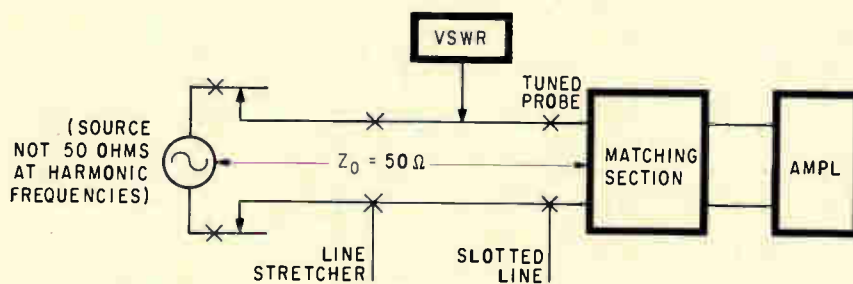 VSWR
TUNED
PROBE
(SOURCE
NOT 50 OHMS
AT HARMONIC
FREQUENCIES)
Z₀ = 50 Ω
MATCHING
SECTION
AMPL
LINE
STRETCHER
SLOTTED
LINE